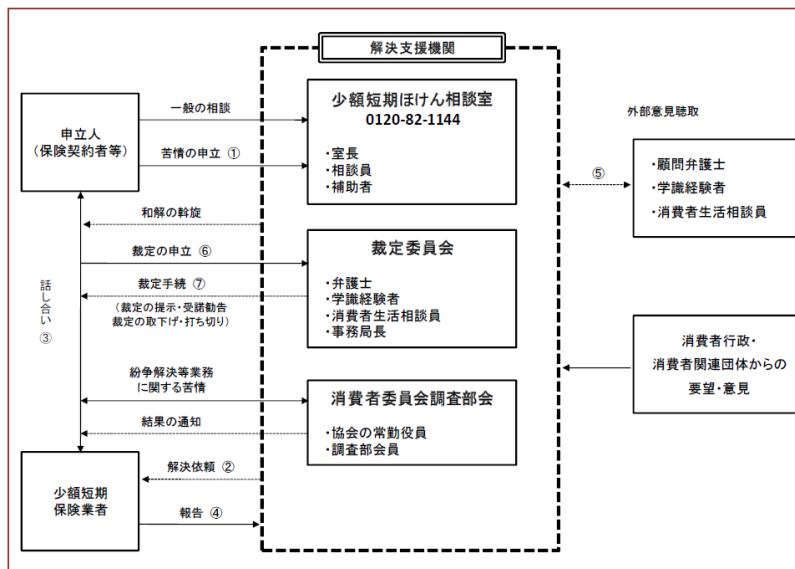 解決支援機関
申立人
（保険契約者等）
一般の相談
苦情の申立 ①
少額短期ほけん相談室
0120-82-1144
・室長
・相談員
・補助者
外部意見聴取
⑤
・顧問弁護士
・学識経験者
・消費者生活相談員
和解の斡旋
裁定の申立 ⑥
裁定手続 ⑦
（裁定の提示・受諾勧告
裁定の取下げ・打ち切り）
裁定委員会
・弁護士
・学識経験者
・消費者生活相談員
・事務局長
話し合い ③
消費者行政・
消費者関連団体からの
要望・意見
紛争解決等業務
に関する苦情
結果の通知
消費者委員会調査部会
・協会の常勤役員
・調査部会員
少額短期
保険業者
解決依頼 ②
報告 ④